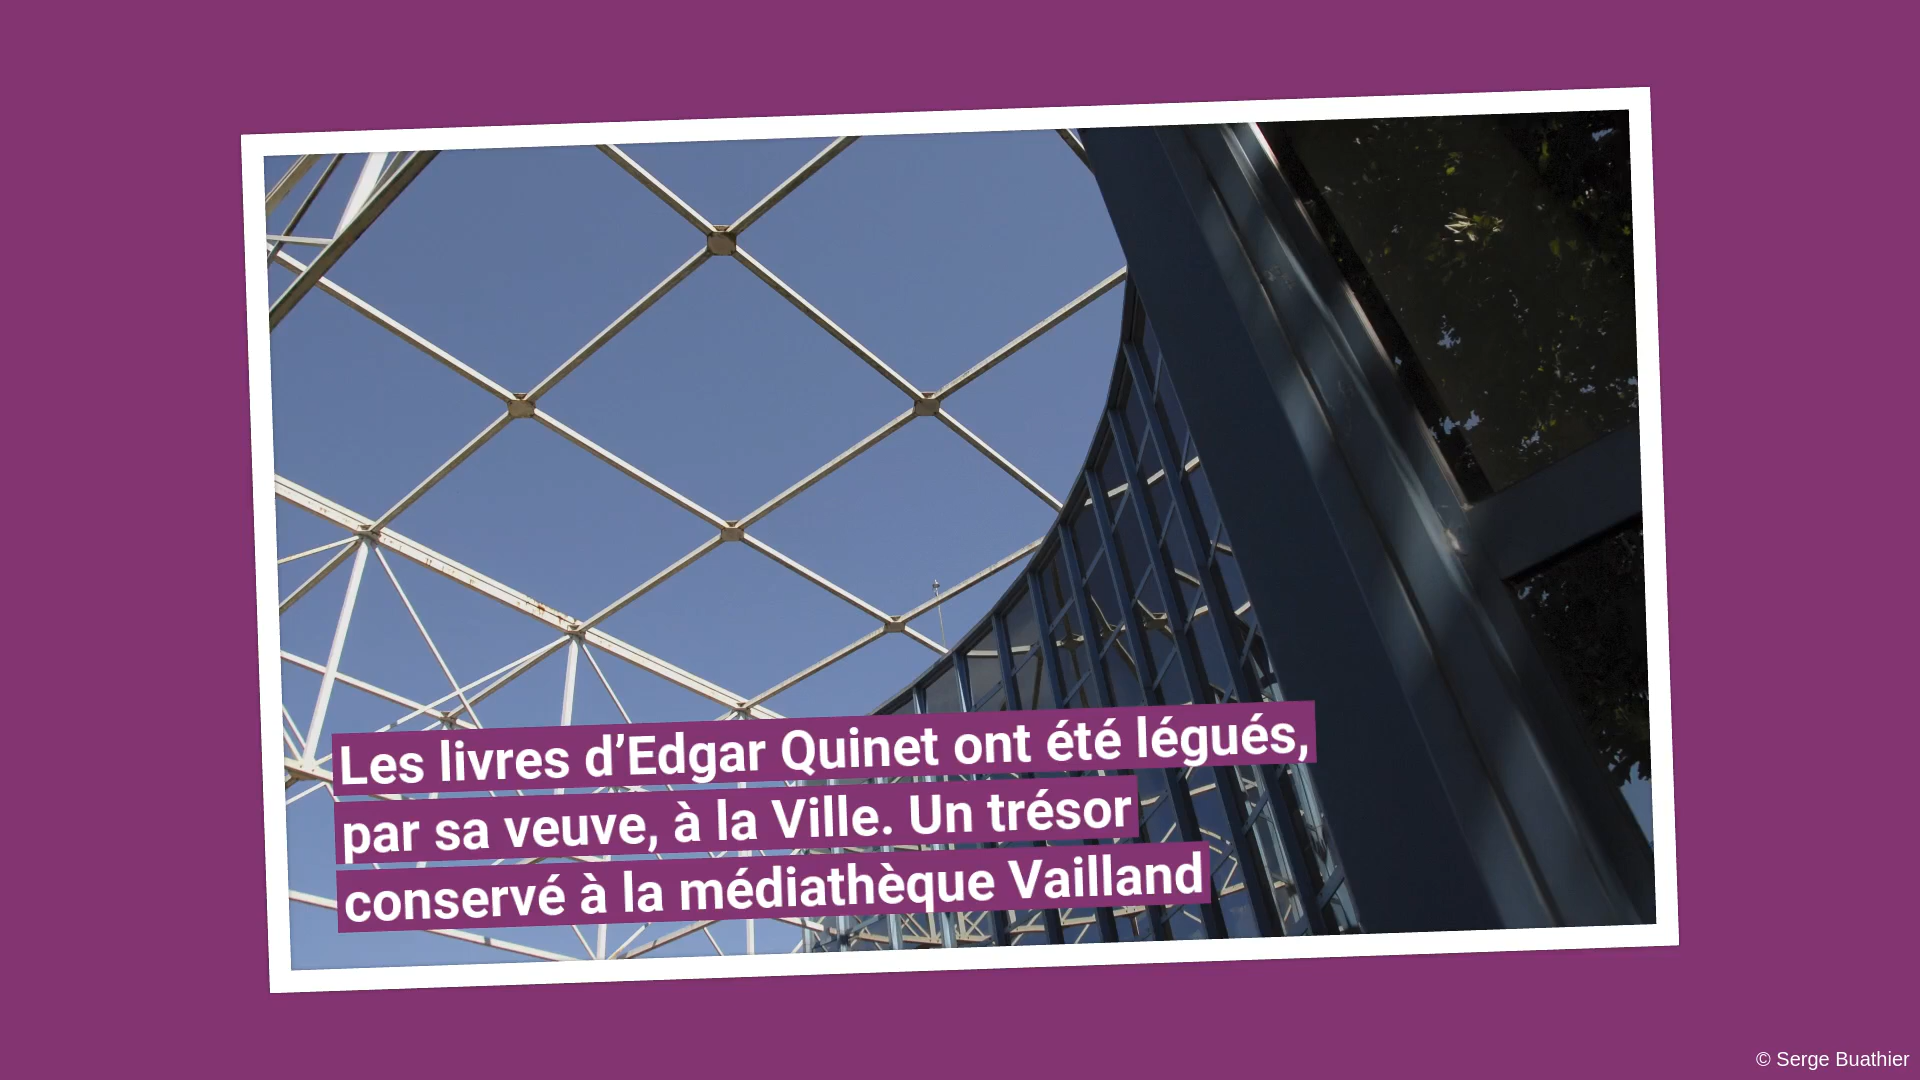 Les livres d’Edgar Quinet ont été légués,
par sa veuve, à la Ville. Un trésor
conservé à la médiathèque Vailland
© Serge Buathier